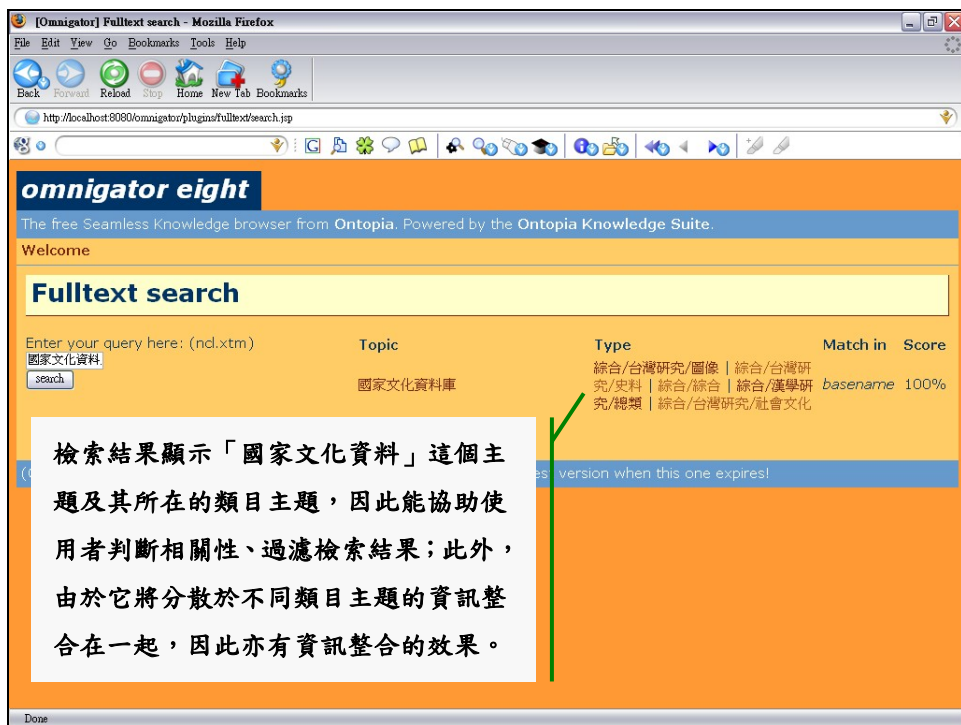 [Omnigator] Fulltext search - Mozilla Firefox
File Edit View Go Bookmarks Tools Help
Back Forward Reload Stop Home New Tab Bookmarks
http://localhost:8080/omnigator/plugins/fulltext/search.jsp
omnigator eight
The free Seamless Knowledge browser from Ontopia. Powered by the Ontopia Knowledge Suite.
Welcome
Fulltext search
Enter your query here: (ncl.xtm)
國家文化資料
search
Topic
Type
Match in
Score
國家文化資料庫
綜合/台灣研究/圖像 | 綜合/台灣研
究/史料 | 綜合/綜合 | 綜合/漢學研
究/總類 | 綜合/台灣研究/社會文化
basename
100%
version when this one expires!
檢索結果顯示「國家文化資料」這個主
題及其所在的類目主題，因此能協助使
用者判斷相關性、過濾檢索結果；此外，
由於它將分散於不同類目主題的資訊整
合在一起，因此亦有資訊整合的效果。
Done